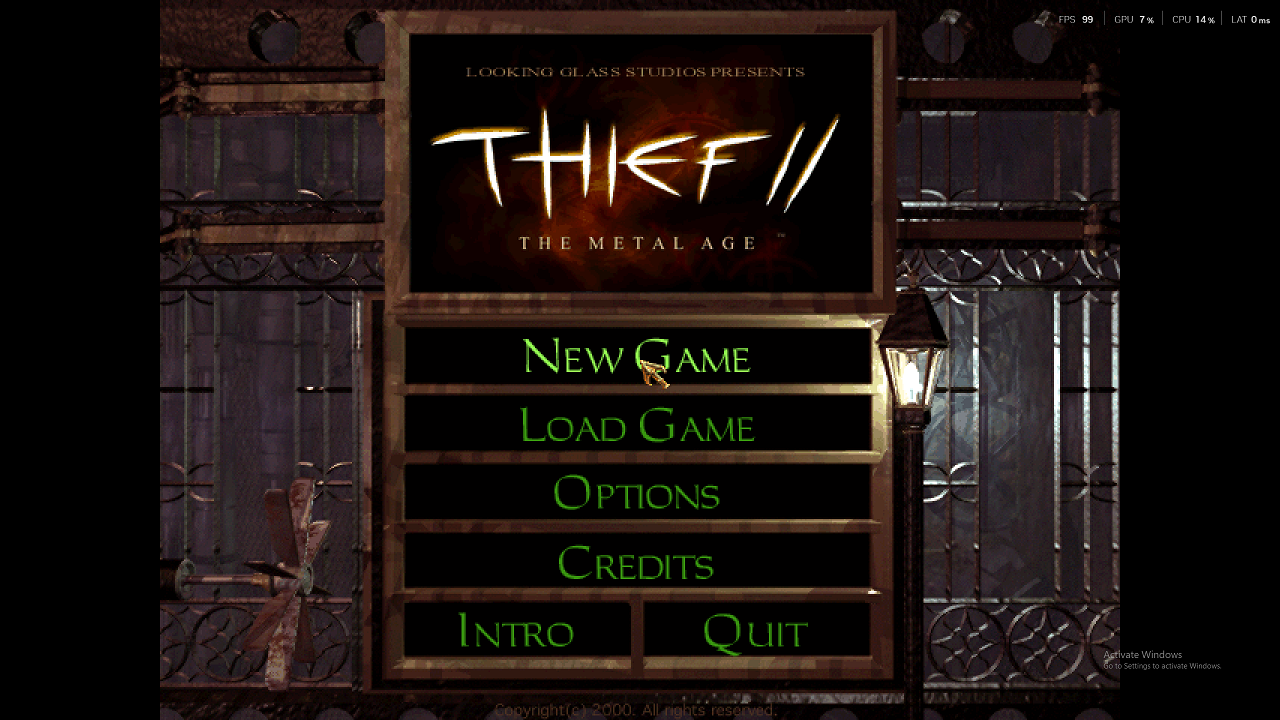 FPS 99 GPU 7 % CPU 14 % LAT 0 ms
LOOKING GLASS STUDIOS PRESENTS
THIEF II
THE METAL AGE ™
NEW GAME
LOAD GAME
OPTIONS
CREDITS
INTRO QUIT
Activate Windows
Go to Settings to activate Windows.
Copyright(c) 2000. All rights reserved.